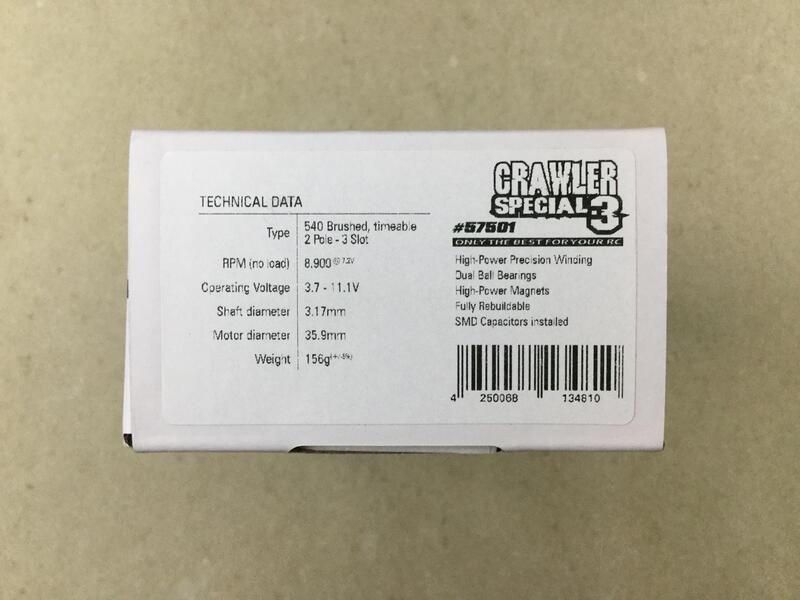 TECHNICAL DATA
Type 540 Brushed, timeable
2 Pole - 3 Slot
RPM (no load) 8.900 @ 7.2V
Operating Voltage 3.7 - 11.1V
Shaft diameter 3.17mm
Motor diameter 35.9mm
Weight 156g(+/-5%)
CRAWLER
SPECIAL 3
#57501
ONLY THE BEST FOR YOUR RC
High-Power Precision Winding
Dual Ball Bearings
High-Power Magnets
Fully Rebuildable
SMD Capacitors installed
4 250068 134810